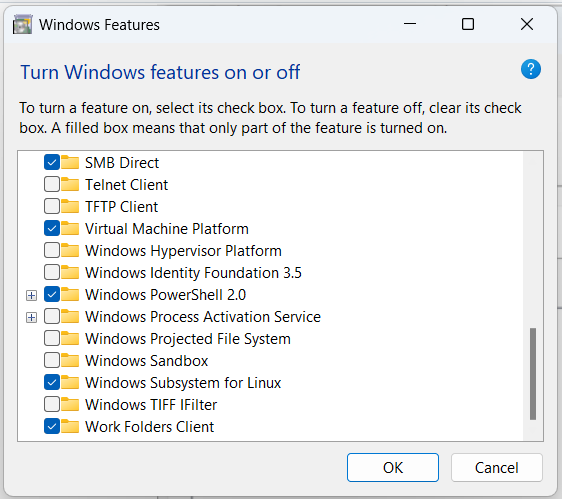 Windows Features
Turn Windows features on or off
?
To turn a feature on, select its check box. To turn a feature off, clear its check
box. A filled box means that only part of the feature is turned on.
SMB Direct
Telnet Client
TFTP Client
Virtual Machine Platform
Windows Hypervisor Platform
Windows Identity Foundation 3.5
Windows PowerShell 2.0
Windows Process Activation Service
Windows Projected File System
Windows Sandbox
Windows Subsystem for Linux
Windows TIFF IFilter
Work Folders Client
OK Cancel